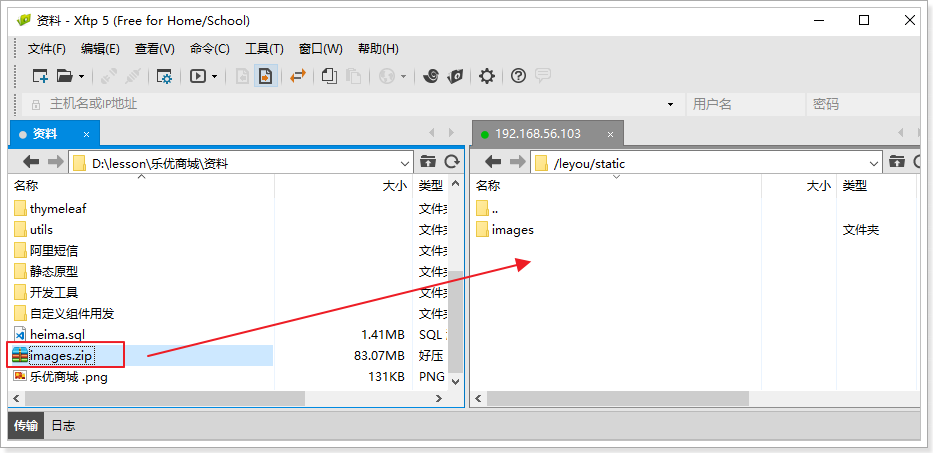 资料 - Xftp 5 (Free for Home/School)
文件(F) 编辑(E) 查看(V) 命令(C) 工具(T) 窗口(W) 帮助(H)
主机名或IP地址 用户名 密码
资料 192.168.56.103
D:\lesson\乐优商城\资料 /leyou/static
名称 大小 类型 名称 大小 类型
thymeleaf 文件夹 ..
utils 文件夹 images 文件夹
阿里短信 文件夹
静态原型 文件夹
开发工具 文件夹
自定义组件用发 文件夹
heima.sql 1.41MB SQL
images.zip 83.07MB 好压
乐优商城 .png 131KB PNG
传输 日志